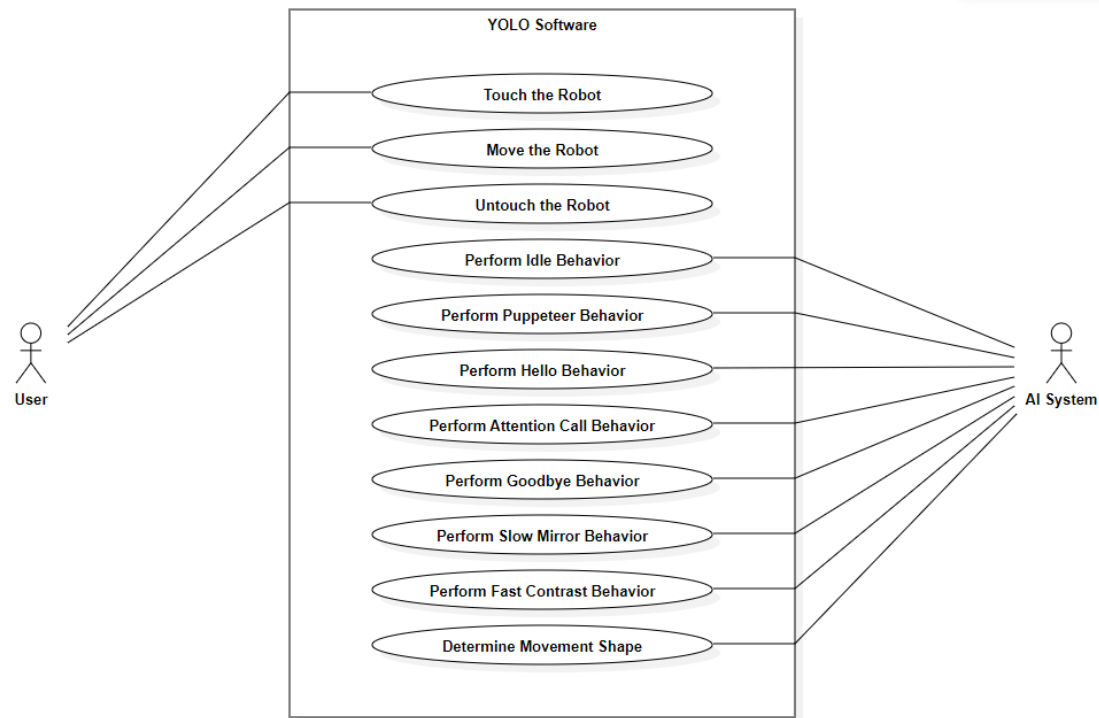 YOLO Software
Touch the Robot
Move the Robot
Untouch the Robot
Perform Idle Behavior
Perform Puppeteer Behavior
Perform Hello Behavior
Perform Attention Call Behavior
Perform Goodbye Behavior
Perform Slow Mirror Behavior
Perform Fast Contrast Behavior
Determine Movement Shape
User
AI System